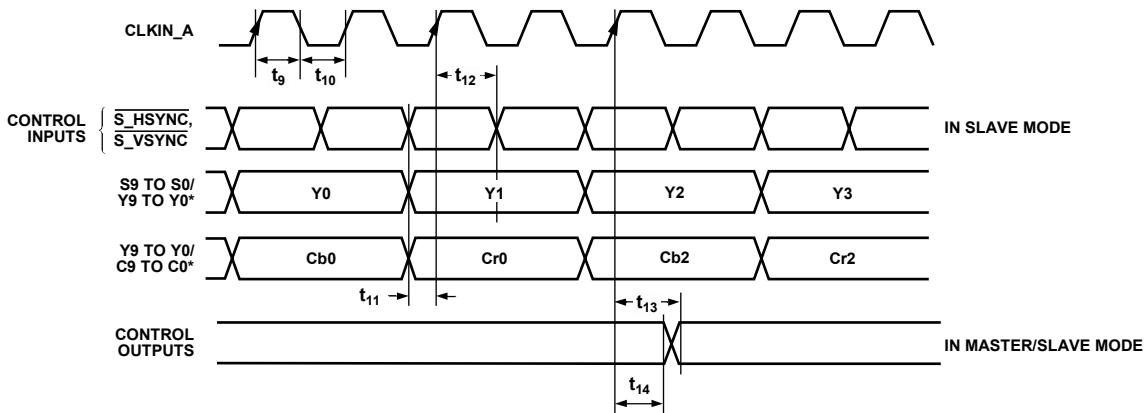 CLKIN_A
t9
t10
t12
CONTROL INPUTS
S_HSYNC,
S_VSYNC
IN SLAVE MODE
S9 TO S0/
Y9 TO Y0*
Y0
Y1
Y2
Y3
Y9 TO Y0/
C9 TO C0*
Cb0
Cr0
Cb2
Cr2
t11
t13
CONTROL
OUTPUTS
IN MASTER/SLAVE MODE
t14